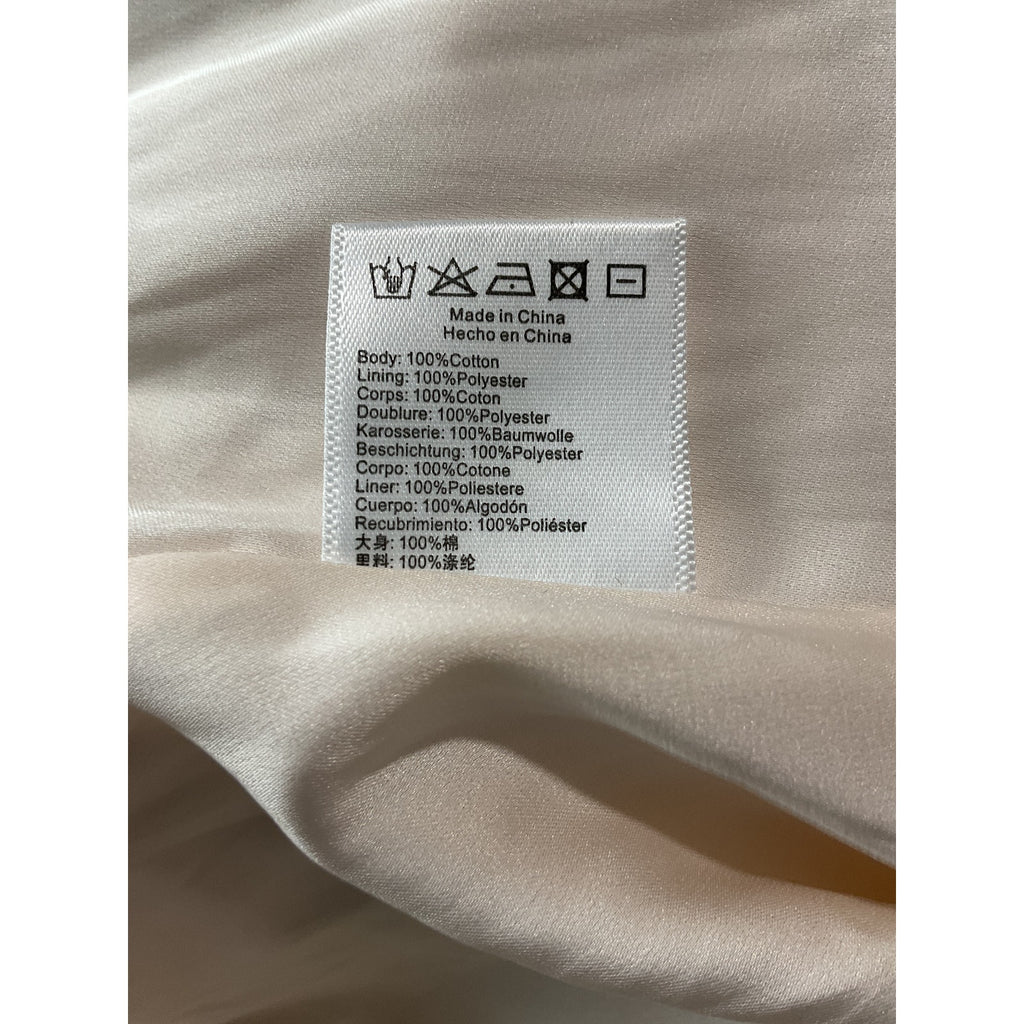 Made in China
Hecho en China
Body: 100%Cotton
Lining: 100%Polyester
Corps: 100%Coton
Doublure: 100%Polyester
Karosserie: 100%Baumwolle
Beschichtung: 100%Polyester
Corpo: 100%Cotone
Liner: 100%Poliestere
Cuerpo: 100%Algodón
Recubrimiento: 100%Poliéster
大身: 100%棉
里料: 100%涤纶